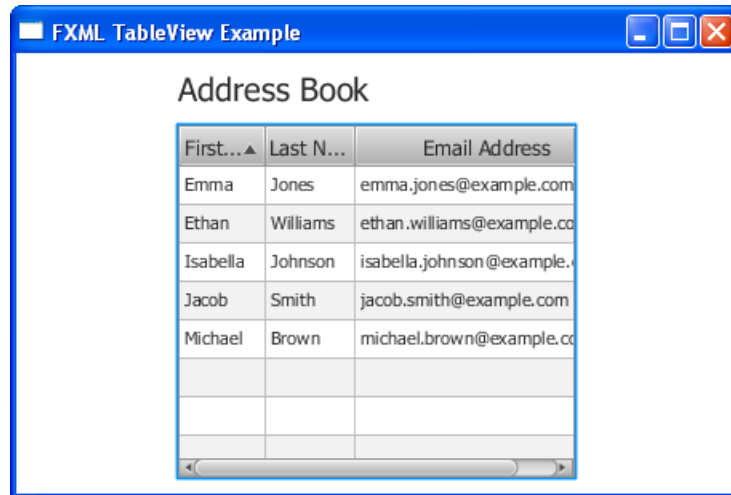 FXML TableView Example
Address Book
First... Last N... Email Address
Emma Jones emma.jones@example.com
Ethan Williams ethan.williams@example.co
Isabella Johnson isabella.johnson@example.
Jacob Smith jacob.smith@example.com
Michael Brown michael.brown@example.co